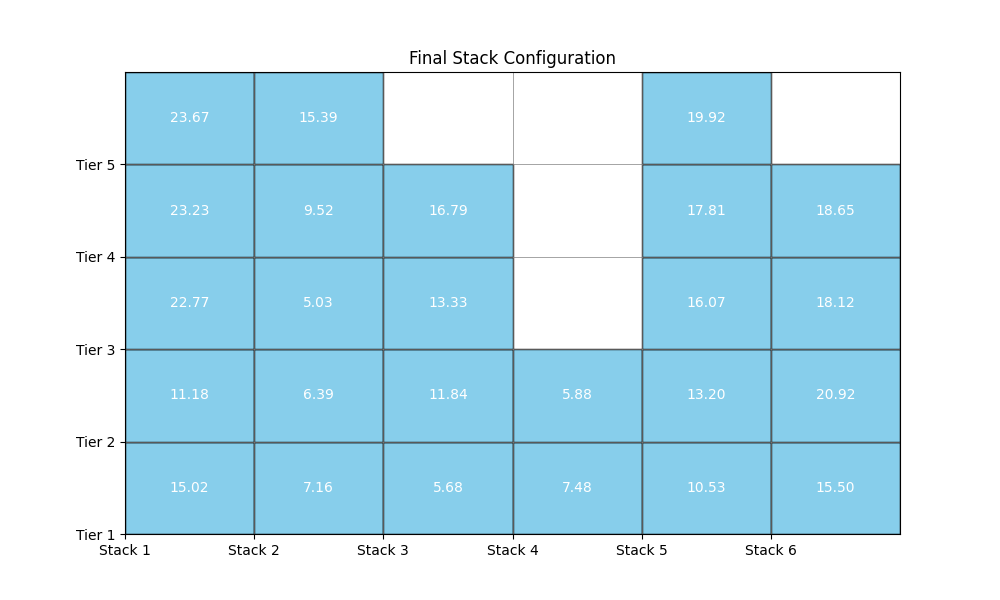 Final Stack Configuration
23.67 15.39 19.92
Tier 5
23.23 9.52 16.79 17.81 18.65
Tier 4
22.77 5.03 13.33 16.07 18.12
Tier 3
11.18 6.39 11.84 5.88 13.20 20.92
Tier 2
15.02 7.16 5.68 7.48 10.53 15.50
Tier 1
Stack 1 Stack 2 Stack 3 Stack 4 Stack 5 Stack 6